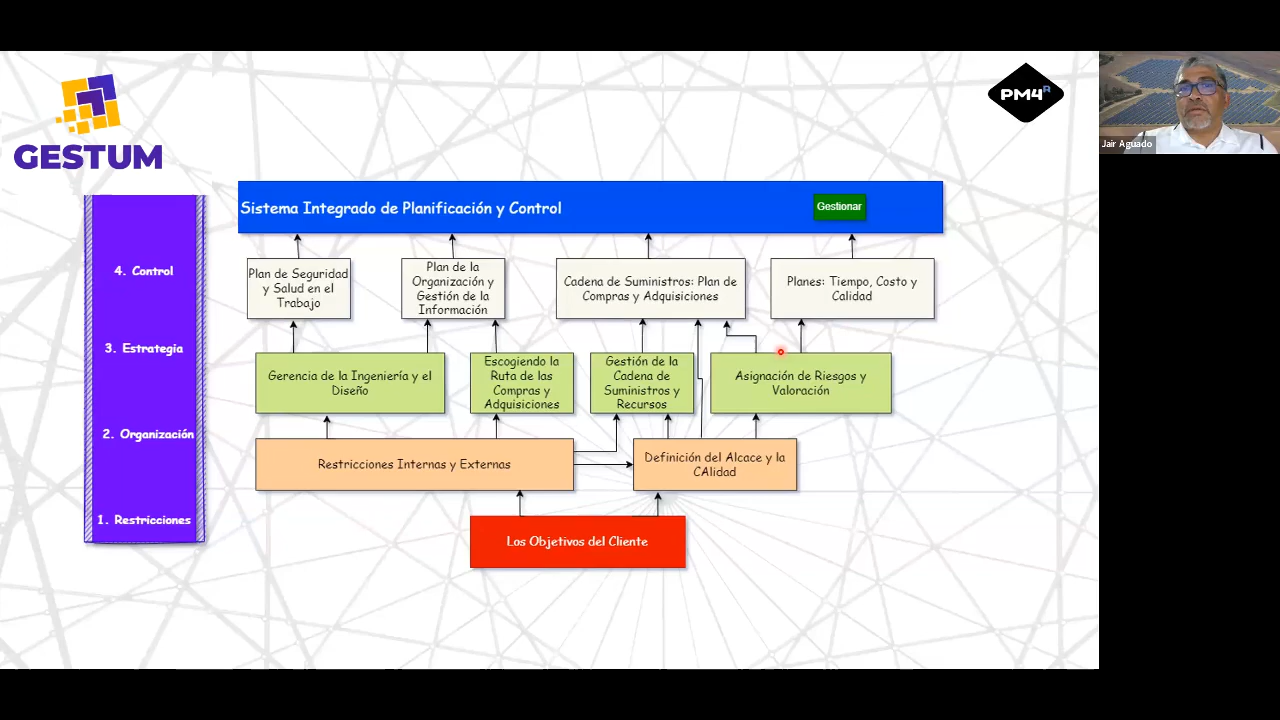 PM4R
GESTUM
Jair Aguado
Sistema Integrado de Planificación y Control
Gestionar
4. Control
Plan de Seguridad
y Salud en el
Trabajo
Plan de la
Organización y
Gestión de la
Información
Cadena de Suministros: Plan de
Compras y Adquisiciones
Planes: Tiempo, Costo y
Calidad
3. Estrategia
Gerencia de la Ingeniería y el
Diseño
Escogiendo la
Ruta de las
Compras y
Adquisiciones
Gestión de la
Cadena de
Suministros y
Recursos
Asignación de Riesgos y
Valoración
2. Organización
Restricciones Internas y Externas
Definición del Alcace y la
CAlidad
1. Restricciones
Los Objetivos del Cliente